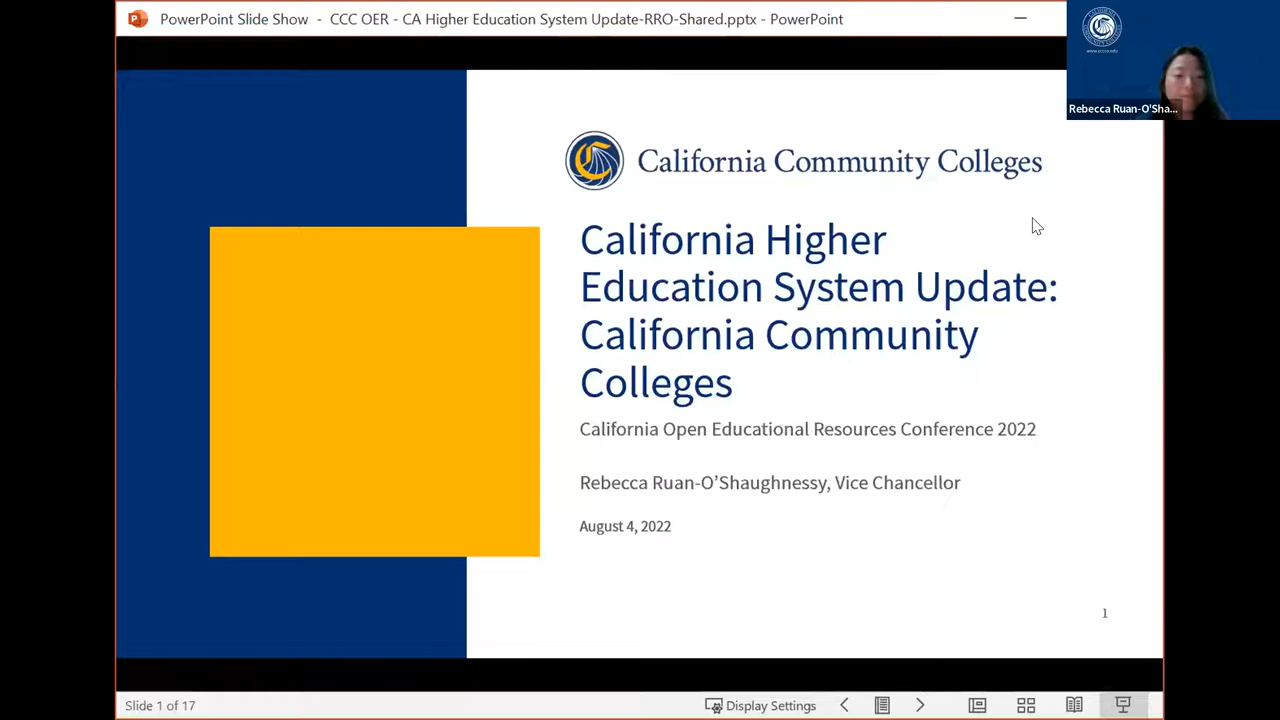 PowerPoint Slide Show - CCC OER - CA Higher Education System Update-RRO-Shared.pptx - PowerPoint
Rebecca Ruan-O'Sha...
California Community Colleges
California Higher
Education System Update:
California Community
Colleges
California Open Educational Resources Conference 2022
Rebecca Ruan-O’Shaughnessy, Vice Chancellor
August 4, 2022
1
Slide 1 of 17
Display Settings